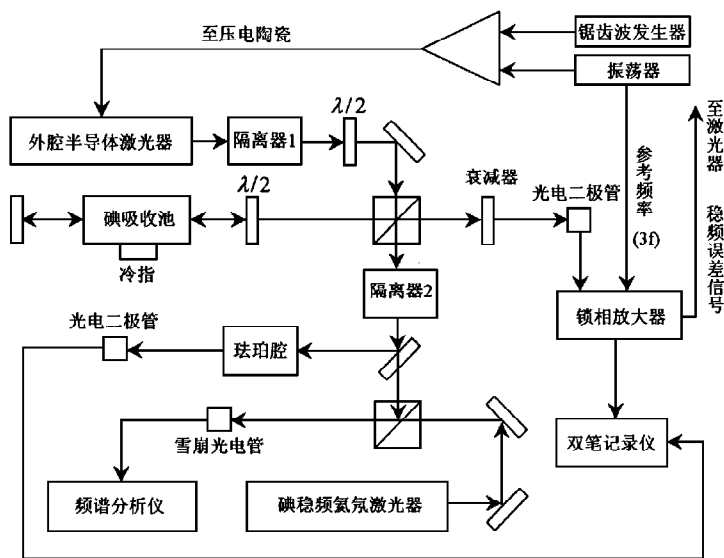 至压电陶瓷
锯齿波发生器
振荡器
外腔半导体激光器
隔离器1
λ/2
参考频率
(3f)
至激光器 稳频误差信号
碘吸收池
冷指
λ/2
衰减器
光电二极管
隔离器2
锁相放大器
光电二极管
珐珀腔
雪崩光电管
双笔记录仪
频谱分析仪
碘稳频氦氖激光器